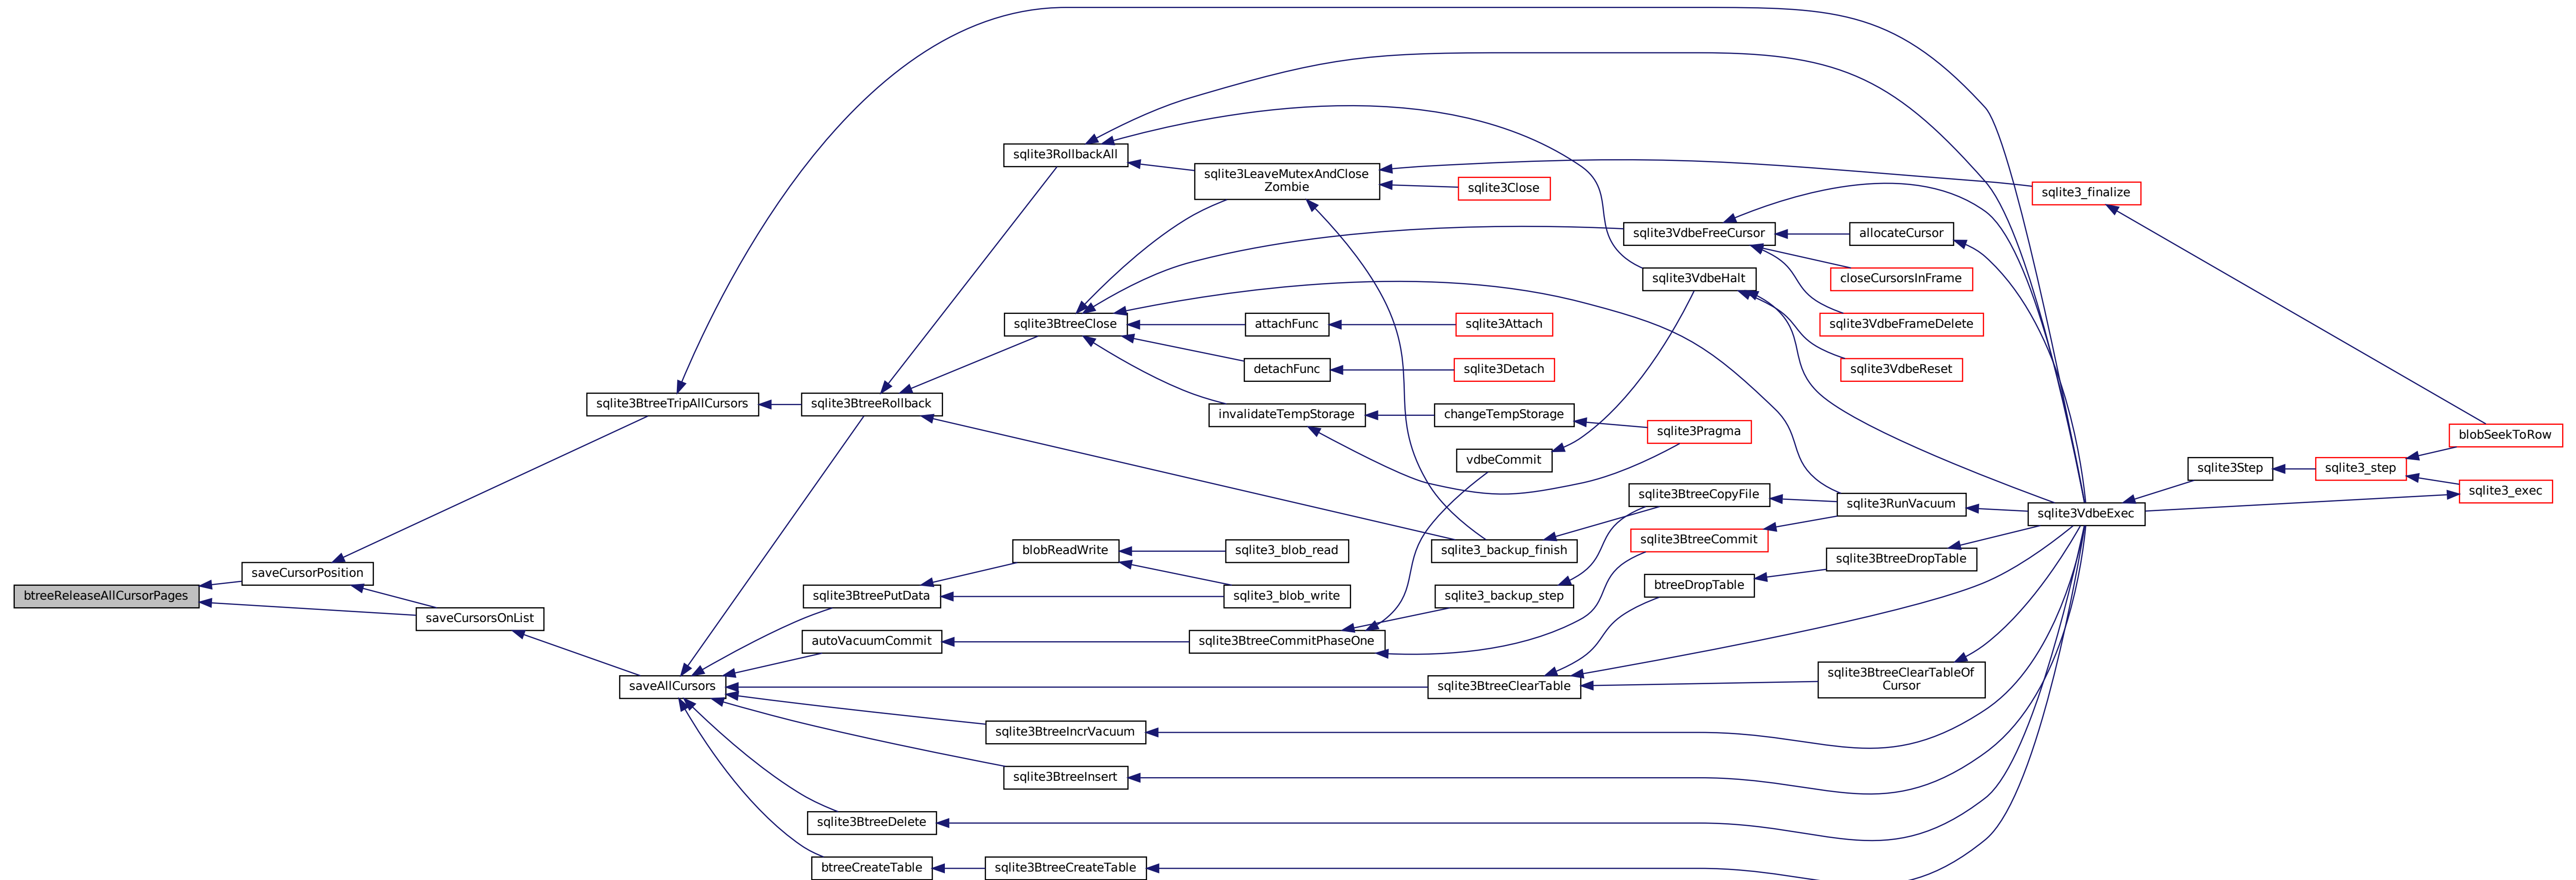 sqlite3RollbackAll
sqlite3LeaveMutexAndClose
Zombie
sqlite3Close
sqlite3_finalize
sqlite3VdbeFreeCursor
allocateCursor
sqlite3VdbeHalt
closeCursorsInFrame
sqlite3BtreeClose
attachFunc
sqlite3Attach
sqlite3VdbeFrameDelete
detachFunc
sqlite3Detach
sqlite3VdbeReset
sqlite3BtreeTripAllCursors
sqlite3BtreeRollback
invalidateTempStorage
changeTempStorage
sqlite3Pragma
blobSeekToRow
vdbeCommit
sqlite3Step
sqlite3_step
sqlite3BtreeCopyFile
sqlite3RunVacuum
sqlite3_exec
sqlite3VdbeExec
blobReadWrite
sqlite3_blob_read
sqlite3_backup_finish
sqlite3BtreeCommit
sqlite3BtreeDropTable
saveCursorPosition
btreeDropTable
btreeReleaseAllCursorPages
sqlite3BtreePutData
sqlite3_blob_write
sqlite3_backup_step
saveCursorsOnList
autoVacuumCommit
sqlite3BtreeCommitPhaseOne
saveAllCursors
sqlite3BtreeClearTable
sqlite3BtreeClearTableOf
Cursor
sqlite3BtreeIncrVacuum
sqlite3BtreeInsert
sqlite3BtreeDelete
btreeCreateTable
sqlite3BtreeCreateTable